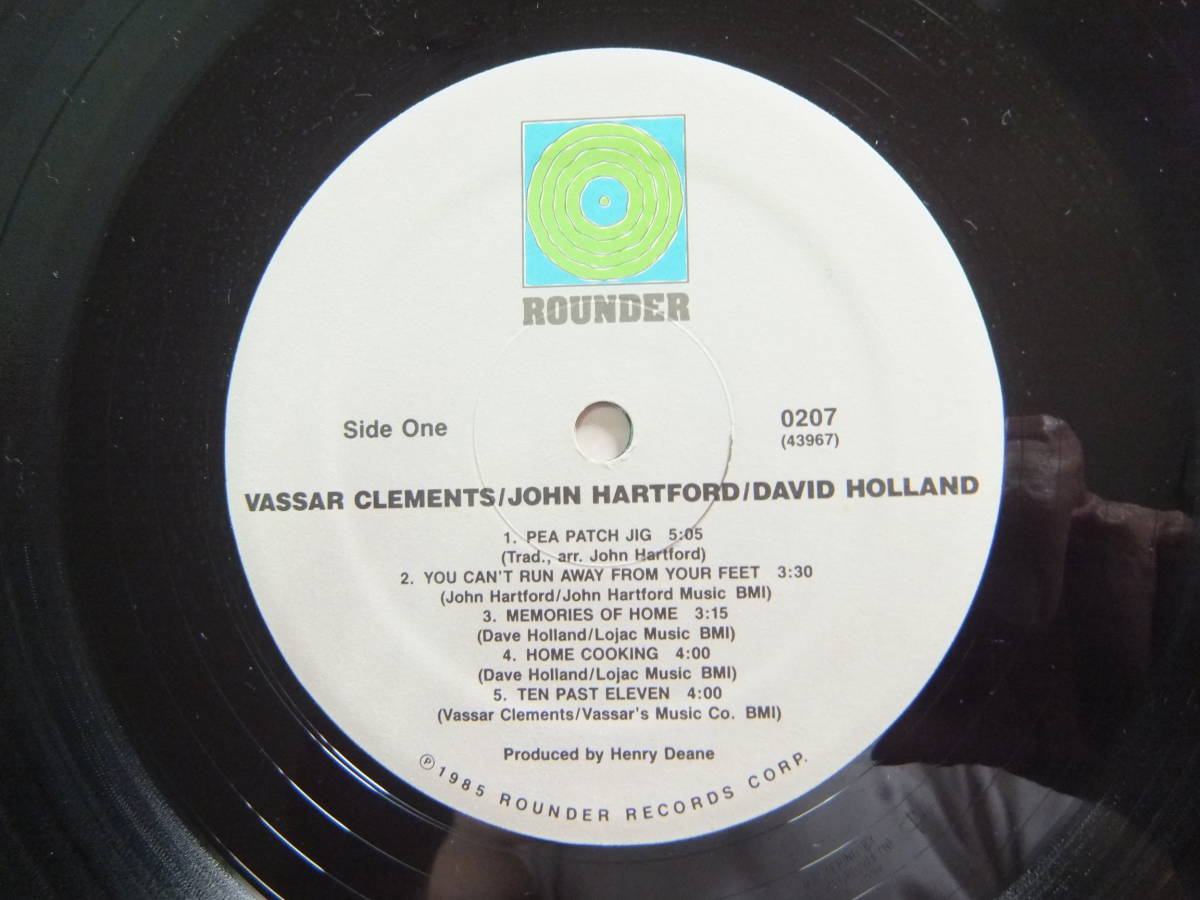 ROUNDER
Side One
0207
(43967)
VASSAR CLEMENTS/JOHN HARTFORD/DAVID HOLLAND
1. PEA PATCH JIG 5:05
(Trad., arr. John Hartford)
2. YOU CAN'T RUN AWAY FROM YOUR FEET 3:30
(John Hartford/John Hartford Music BMI)
3. MEMORIES OF HOME 3:15
(Dave Holland/Lojac Music BMI)
4. HOME COOKING 4:00
(Dave Holland/Lojac Music BMI)
5. TEN PAST ELEVEN 4:00
(Vassar Clements/Vassar's Music Co. BMI)
Produced by Henry Deane
℗1985 ROUNDER RECORDS CORP.